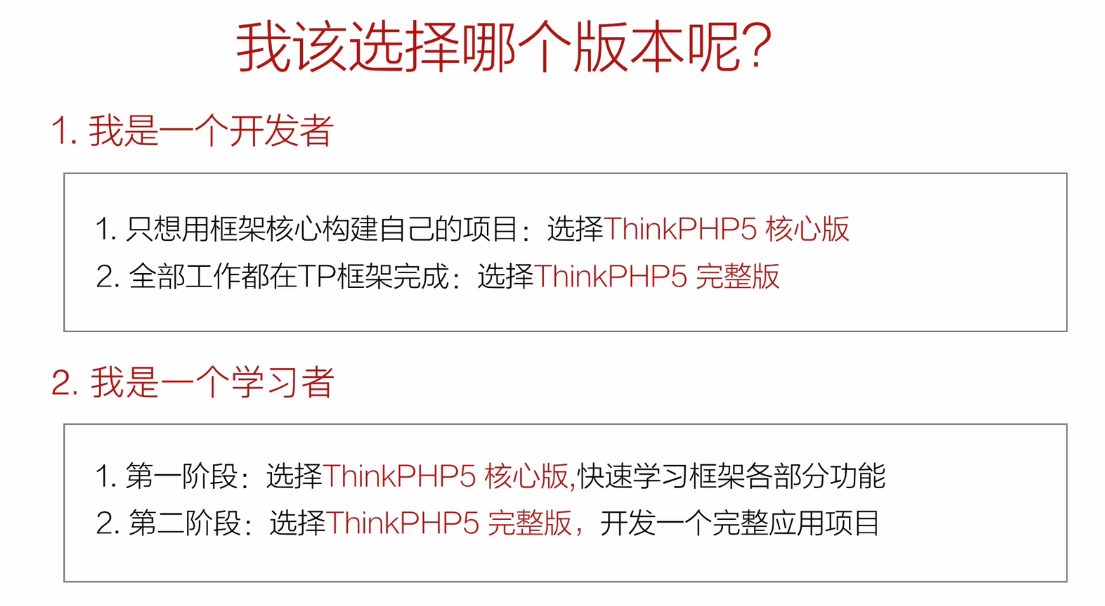 我该选择哪个版本呢?
1. 我是一个开发者
1. 只想用框架核心构建自己的项目：选择ThinkPHP5 核心版
2. 全部工作都在TP框架完成：选择ThinkPHP5 完整版
2. 我是一个学习者
1. 第一阶段：选择ThinkPHP5 核心版,快速学习框架各部分功能
2. 第二阶段：选择ThinkPHP5 完整版，开发一个完整应用项目